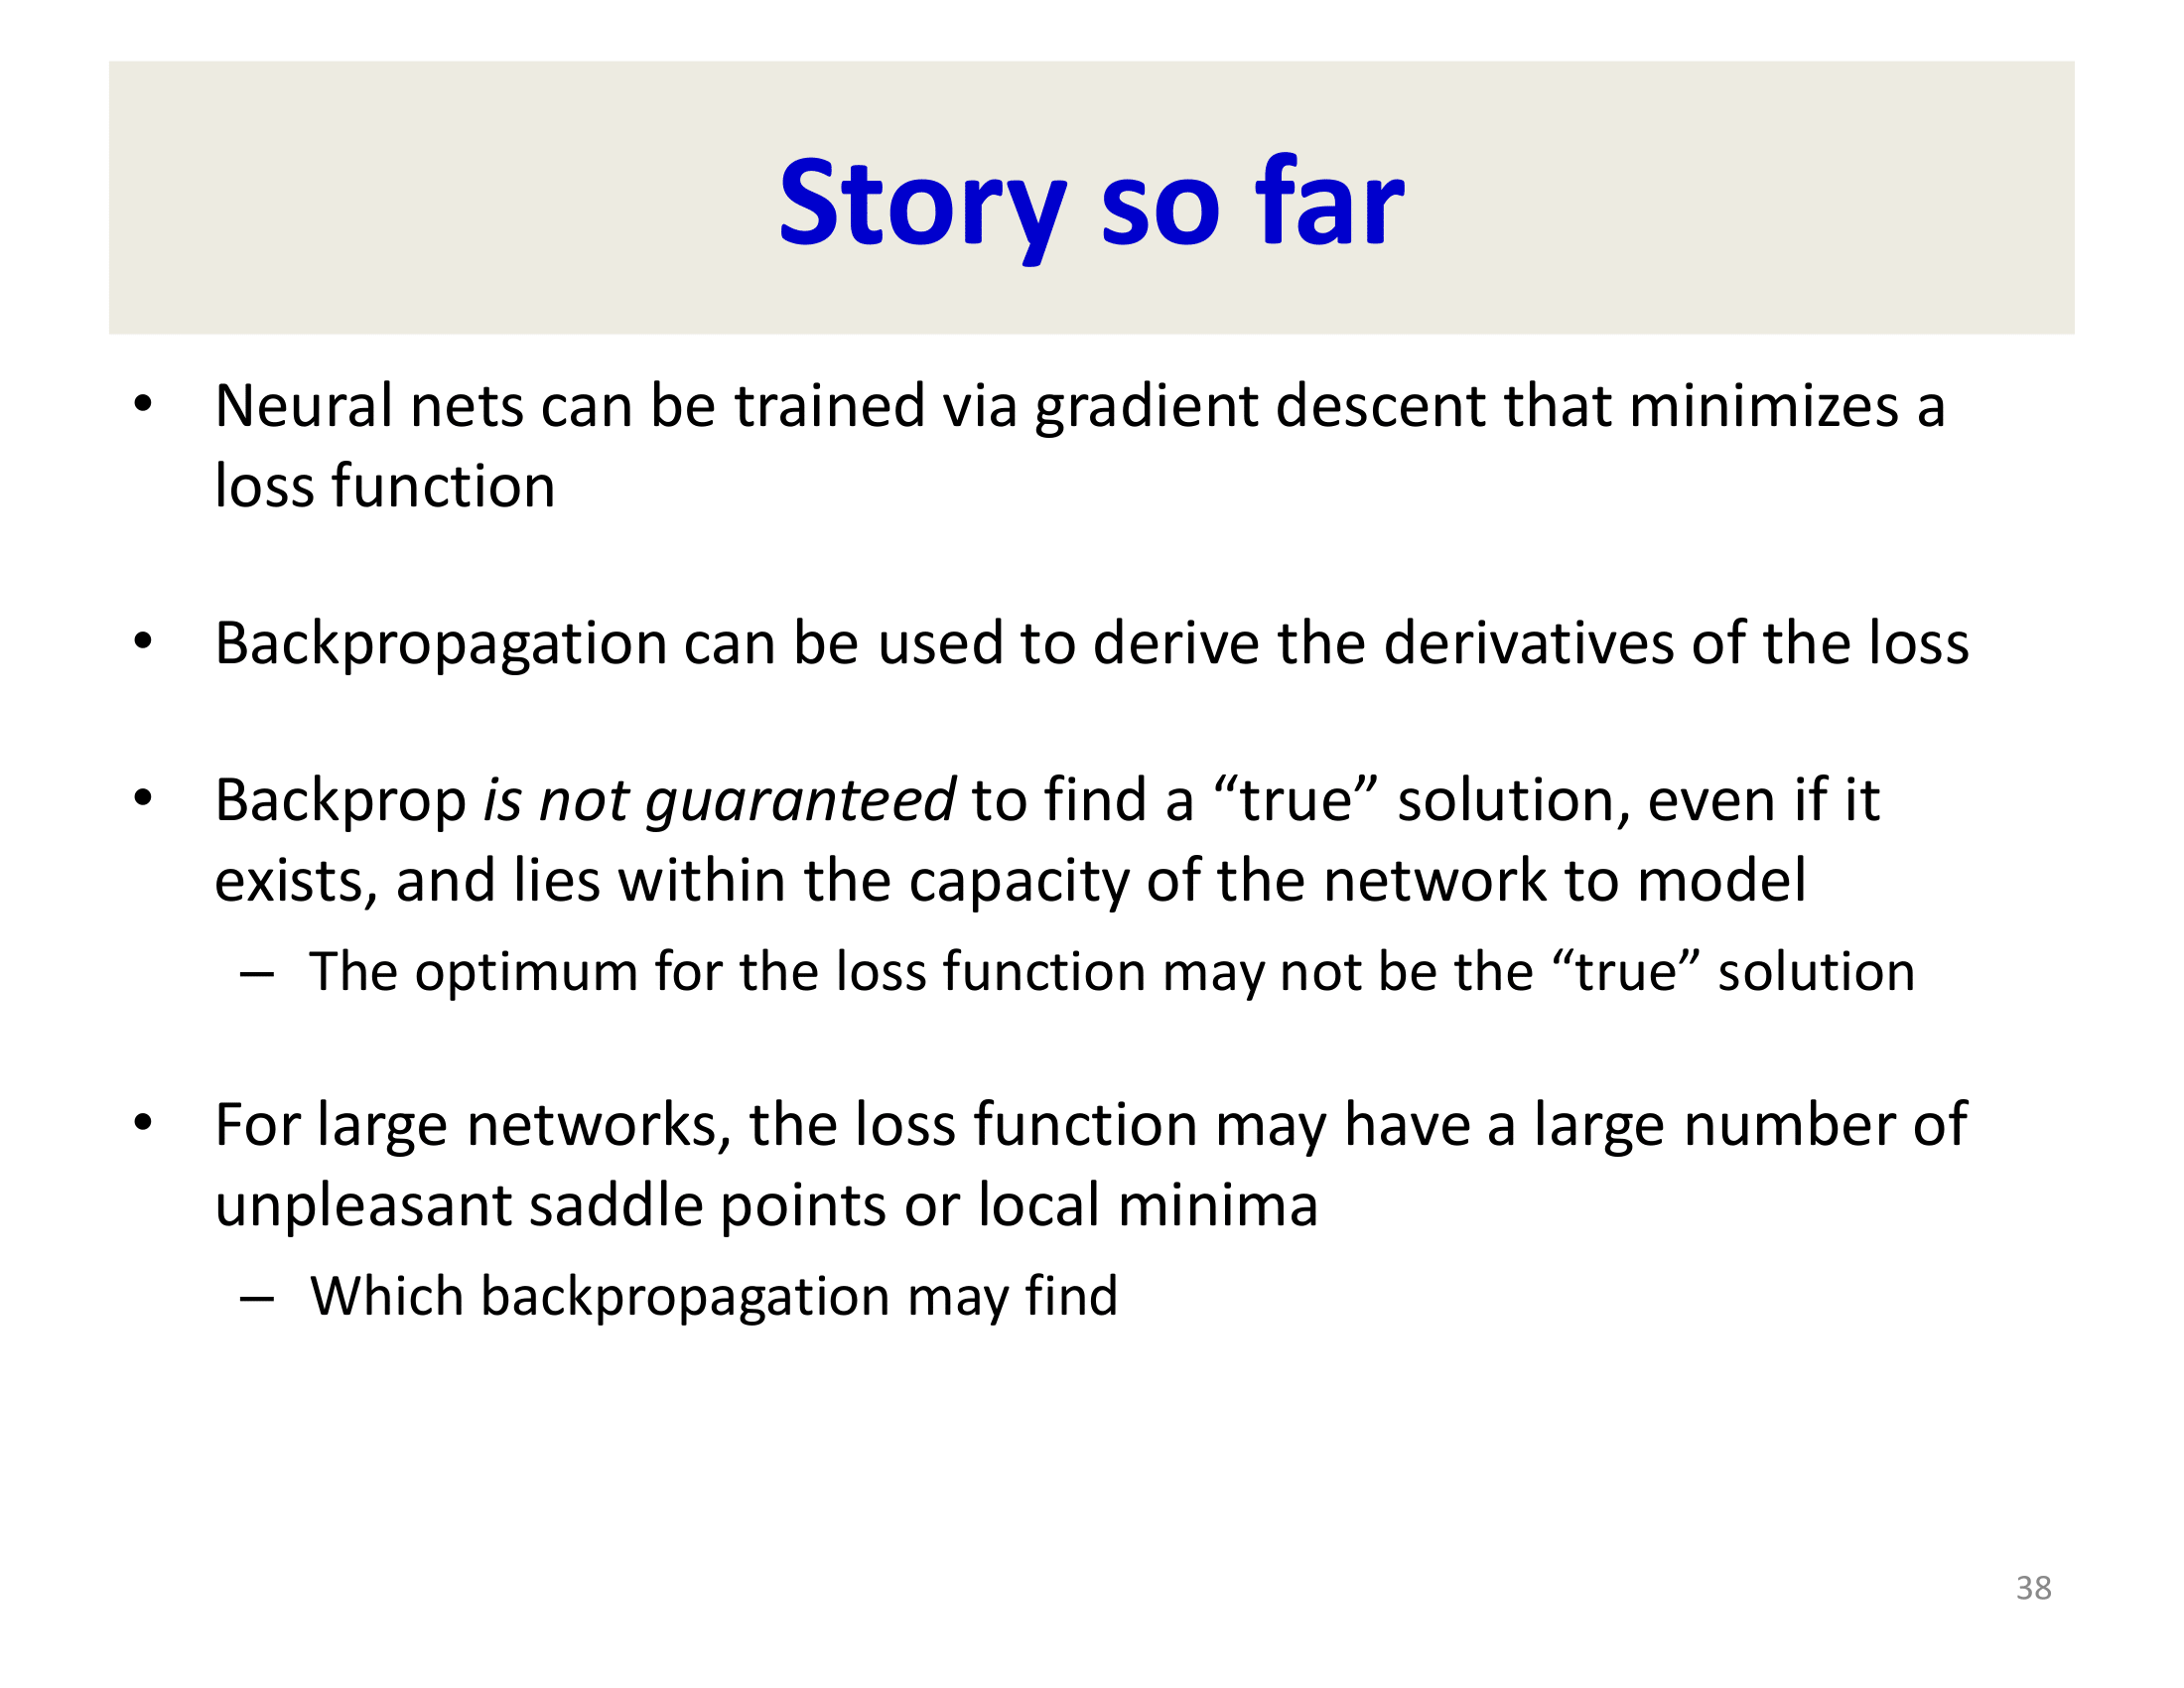 Story so far
• Neural nets can be trained via gradient descent that minimizes a
loss function
• Backpropagation can be used to derive the derivatives of the loss
• Backprop is not guaranteed to find a “true” solution, even if it
exists, and lies within the capacity of the network to model
– The optimum for the loss function may not be the “true” solution
• For large networks, the loss function may have a large number of
unpleasant saddle points or local minima
– Which backpropagation may find
38